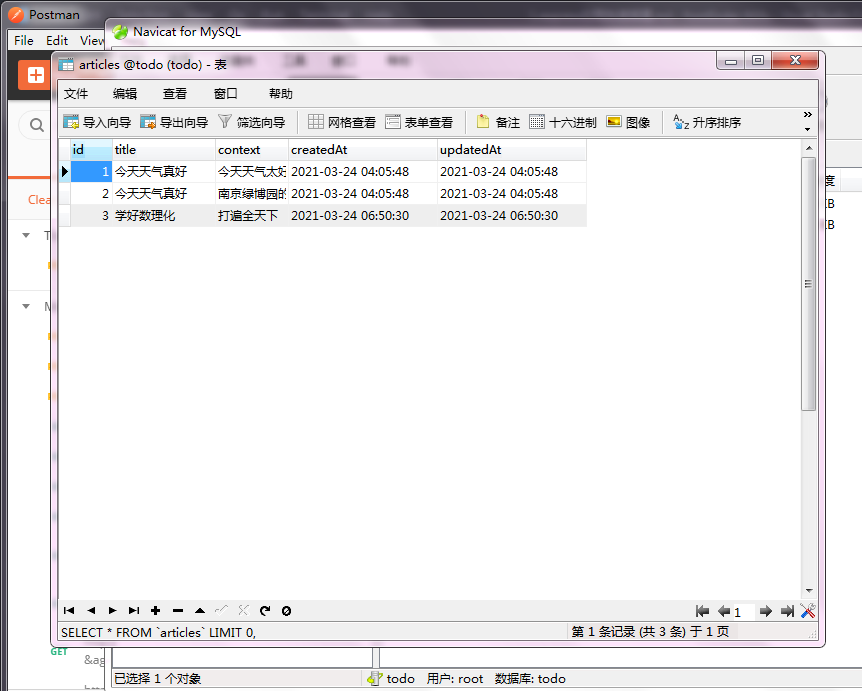 Postman
File Edit View
Navicat for MySQL
articles @todo (todo) - 表
文件 编辑 查看 窗口 帮助
导入向导 导出向导 筛选向导 网格查看 表单查看 备注 十六进制 图像 升序排序 »
id title context createdAt updatedAt
1 今天天气真好 今天天气太好 2021-03-24 04:05:48 2021-03-24 04:05:48
2 今天天气真好 南京绿博园的 2021-03-24 04:05:48 2021-03-24 04:05:48
3 学好数理化 打遍全天下 2021-03-24 06:50:30 2021-03-24 06:50:30
度
B
B
Clea
T
M
1
SELECT * FROM `articles` LIMIT 0,
第 1 条记录 (共 3 条) 于 1 页
GET
&ag
已选择 1 个对象
todo 用户: root 数据库: todo